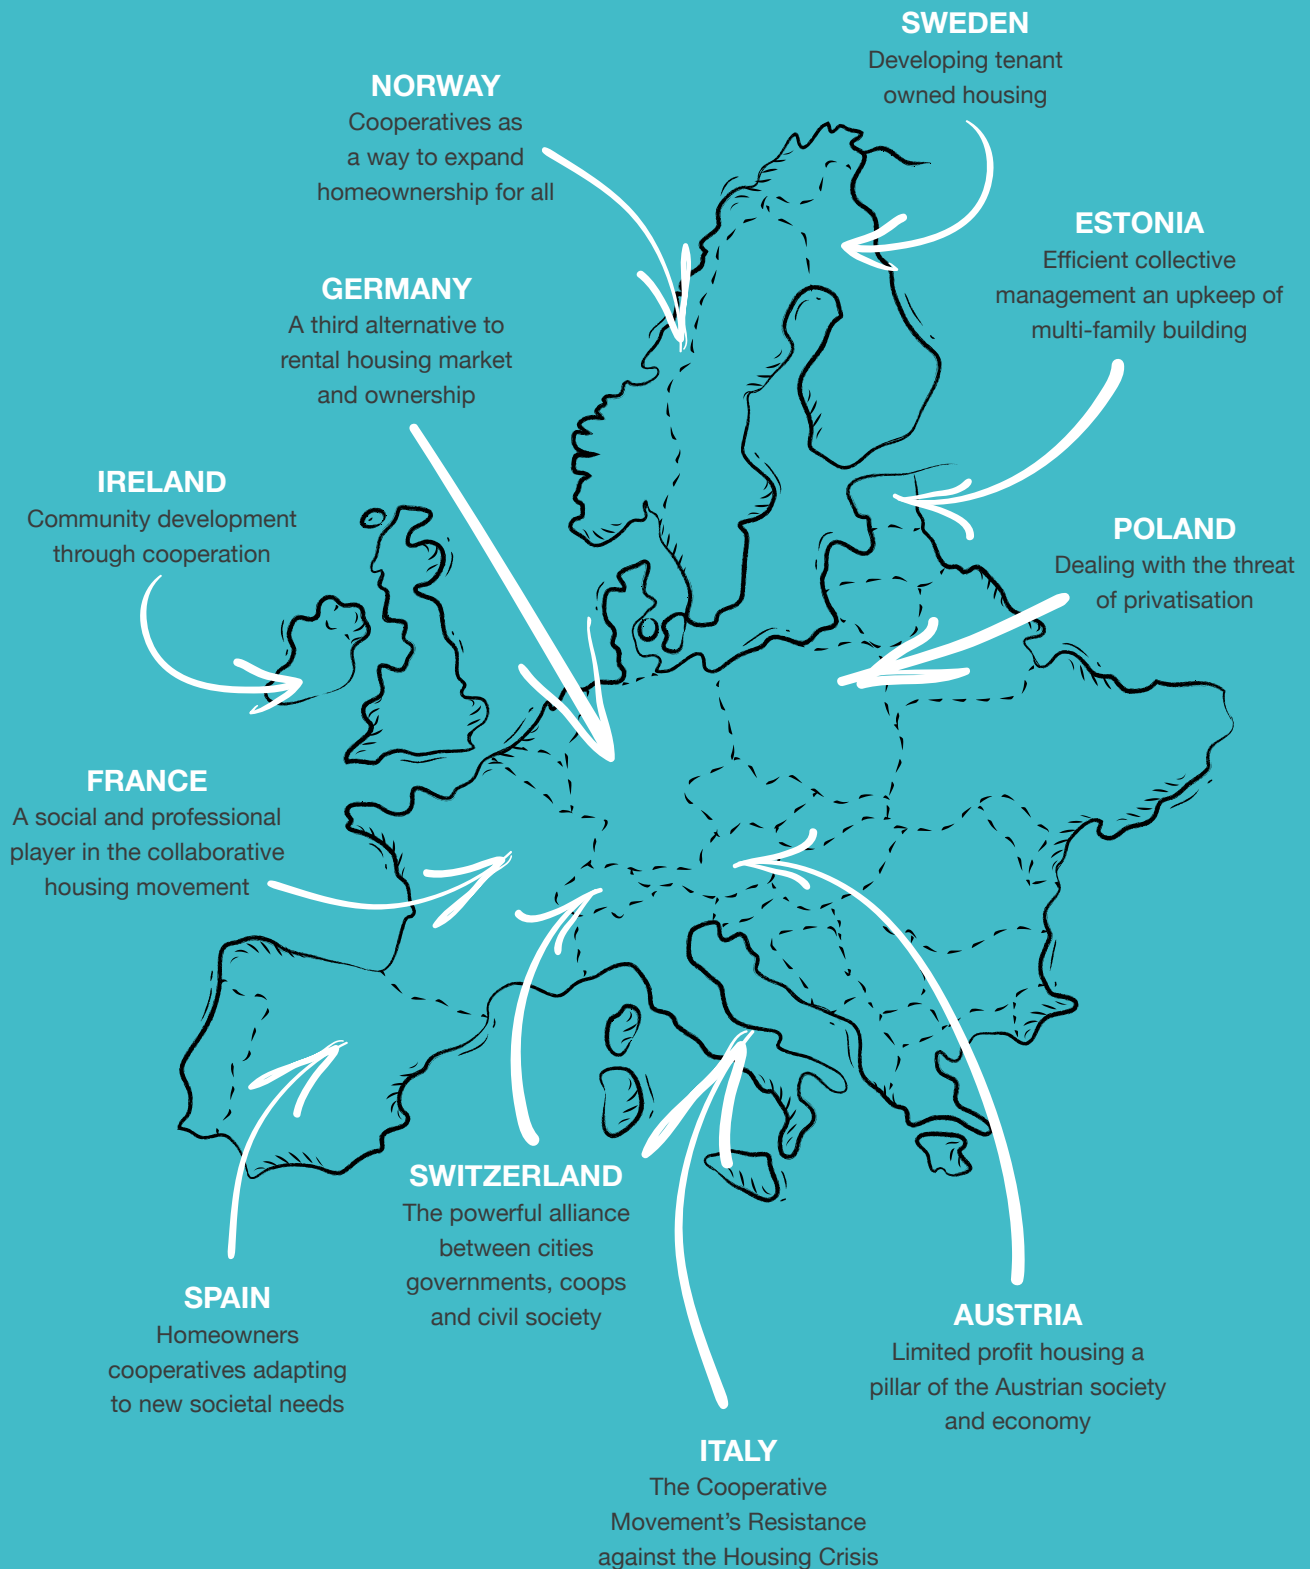 SWEDEN
Developing tenant
owned housing
NORWAY
Cooperatives as
a way to expand
homeownership for all
ESTONIA
Efficient collective
management an upkeep of
multi-family building
GERMANY
A third alternative to
rental housing market
and ownership
IRELAND
Community development
through cooperation
POLAND
Dealing with the threat
of privatisation
FRANCE
A social and professional
player in the collaborative
housing movement
SWITZERLAND
The powerful alliance
between cities
governments, coops
and civil society
SPAIN
Homeowners
cooperatives adapting
to new societal needs
AUSTRIA
Limited profit housing a
pillar of the Austrian society
and economy
ITALY
The Cooperative
Movement’s Resistance
against the Housing Crisis